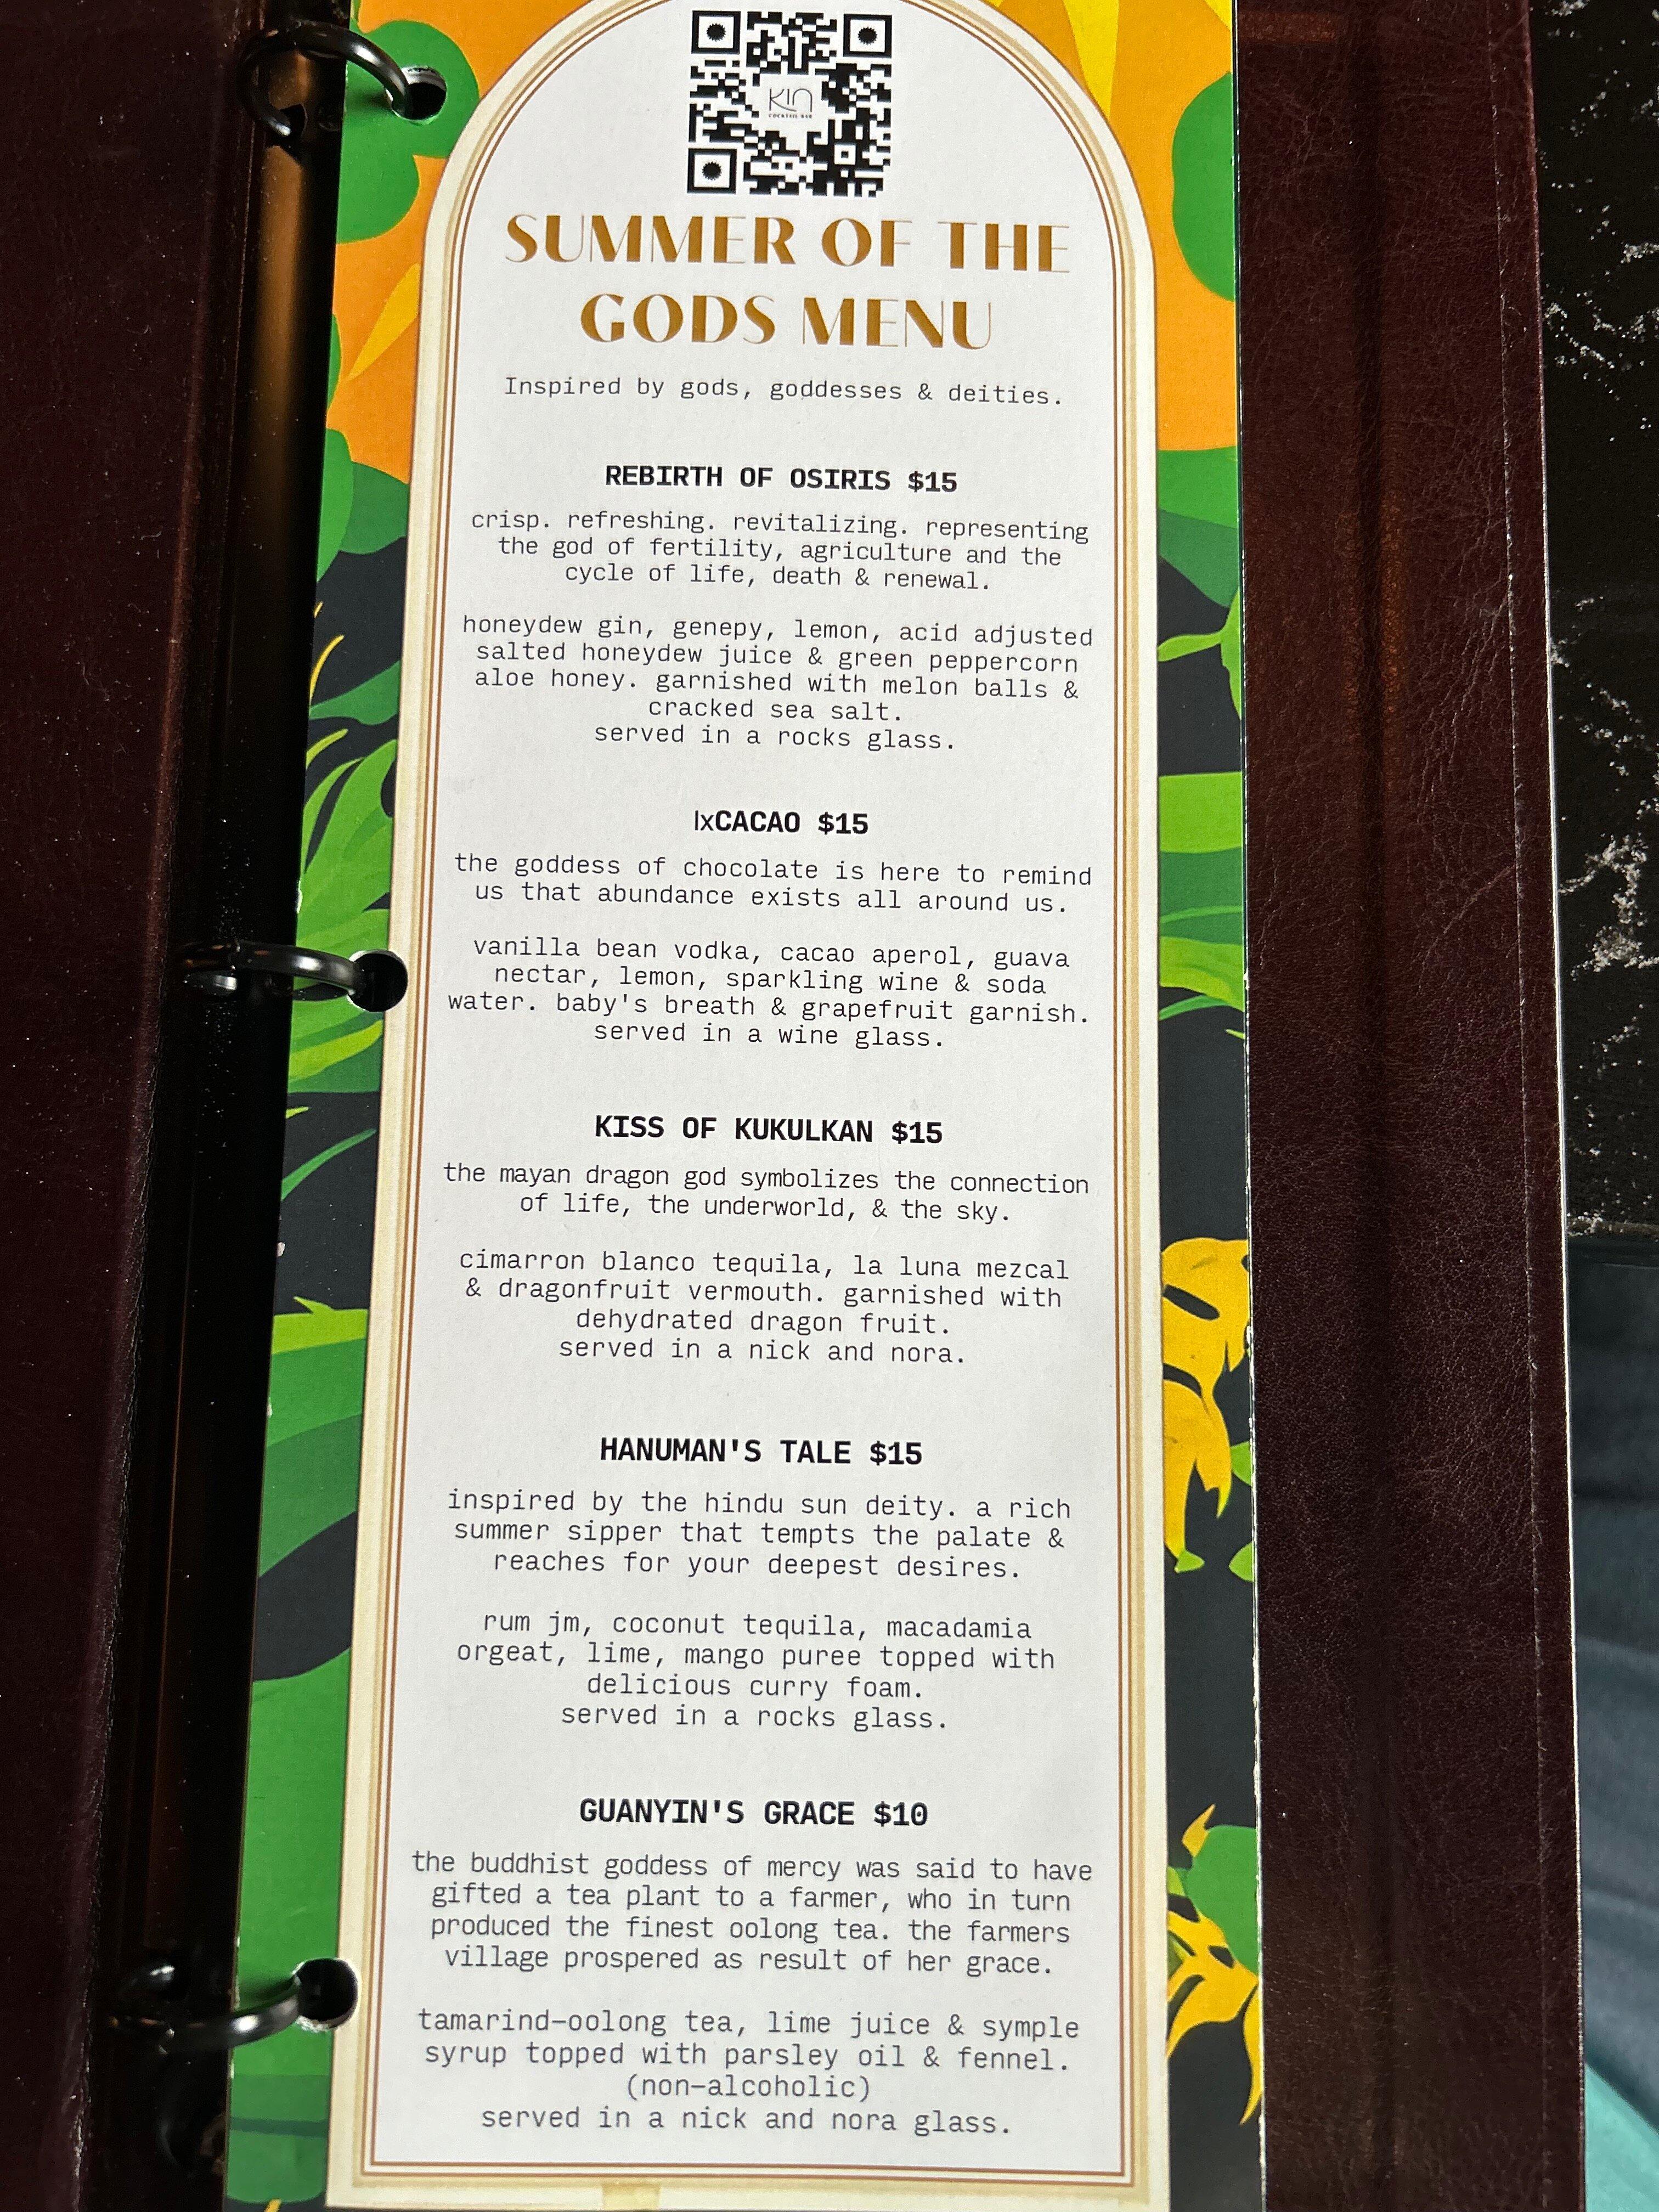 KIN
COCKTAIL BAR
SUMMER OF THE
GODS MENU
Inspired by gods, goddesses & deities.
REBIRTH OF OSIRIS $15
crisp. refreshing. revitalizing. representing
the god of fertility, agriculture and the
cycle of life, death & renewal.
honeydew gin, genepy, lemon, acid adjusted
salted honeydew juice & green peppercorn
aloe honey. garnished with melon balls &
cracked sea salt.
served in a rocks glass.
IxCACAO $15
the goddess of chocolate is here to remind
us that abundance exists all around us.
vanilla bean vodka, cacao aperol, guava
nectar, lemon, sparkling wine & soda
water. baby's breath & grapefruit garnish.
served in a wine glass.
KISS OF KUKULKAN $15
the mayan dragon god symbolizes the connection
of life, the underworld, & the sky.
cimarron blanco tequila, la luna mezcal
& dragonfruit vermouth. garnished with
dehydrated dragon fruit.
served in a nick and nora.
HANUMAN'S TALE $15
inspired by the hindu sun deity. a rich
summer sipper that tempts the palate &
reaches for your deepest desires.
rum jm, coconut tequila, macadamia
orgeat, lime, mango puree topped with
delicious curry foam.
served in a rocks glass.
GUANYIN'S GRACE $10
the buddhist goddess of mercy was said to have
gifted a tea plant to a farmer, who in turn
produced the finest oolong tea. the farmers
village prospered as result of her grace.
tamarind-oolong tea, lime juice & symple
syrup topped with parsley oil & fennel.
(non-alcoholic)
served in a nick and nora glass.